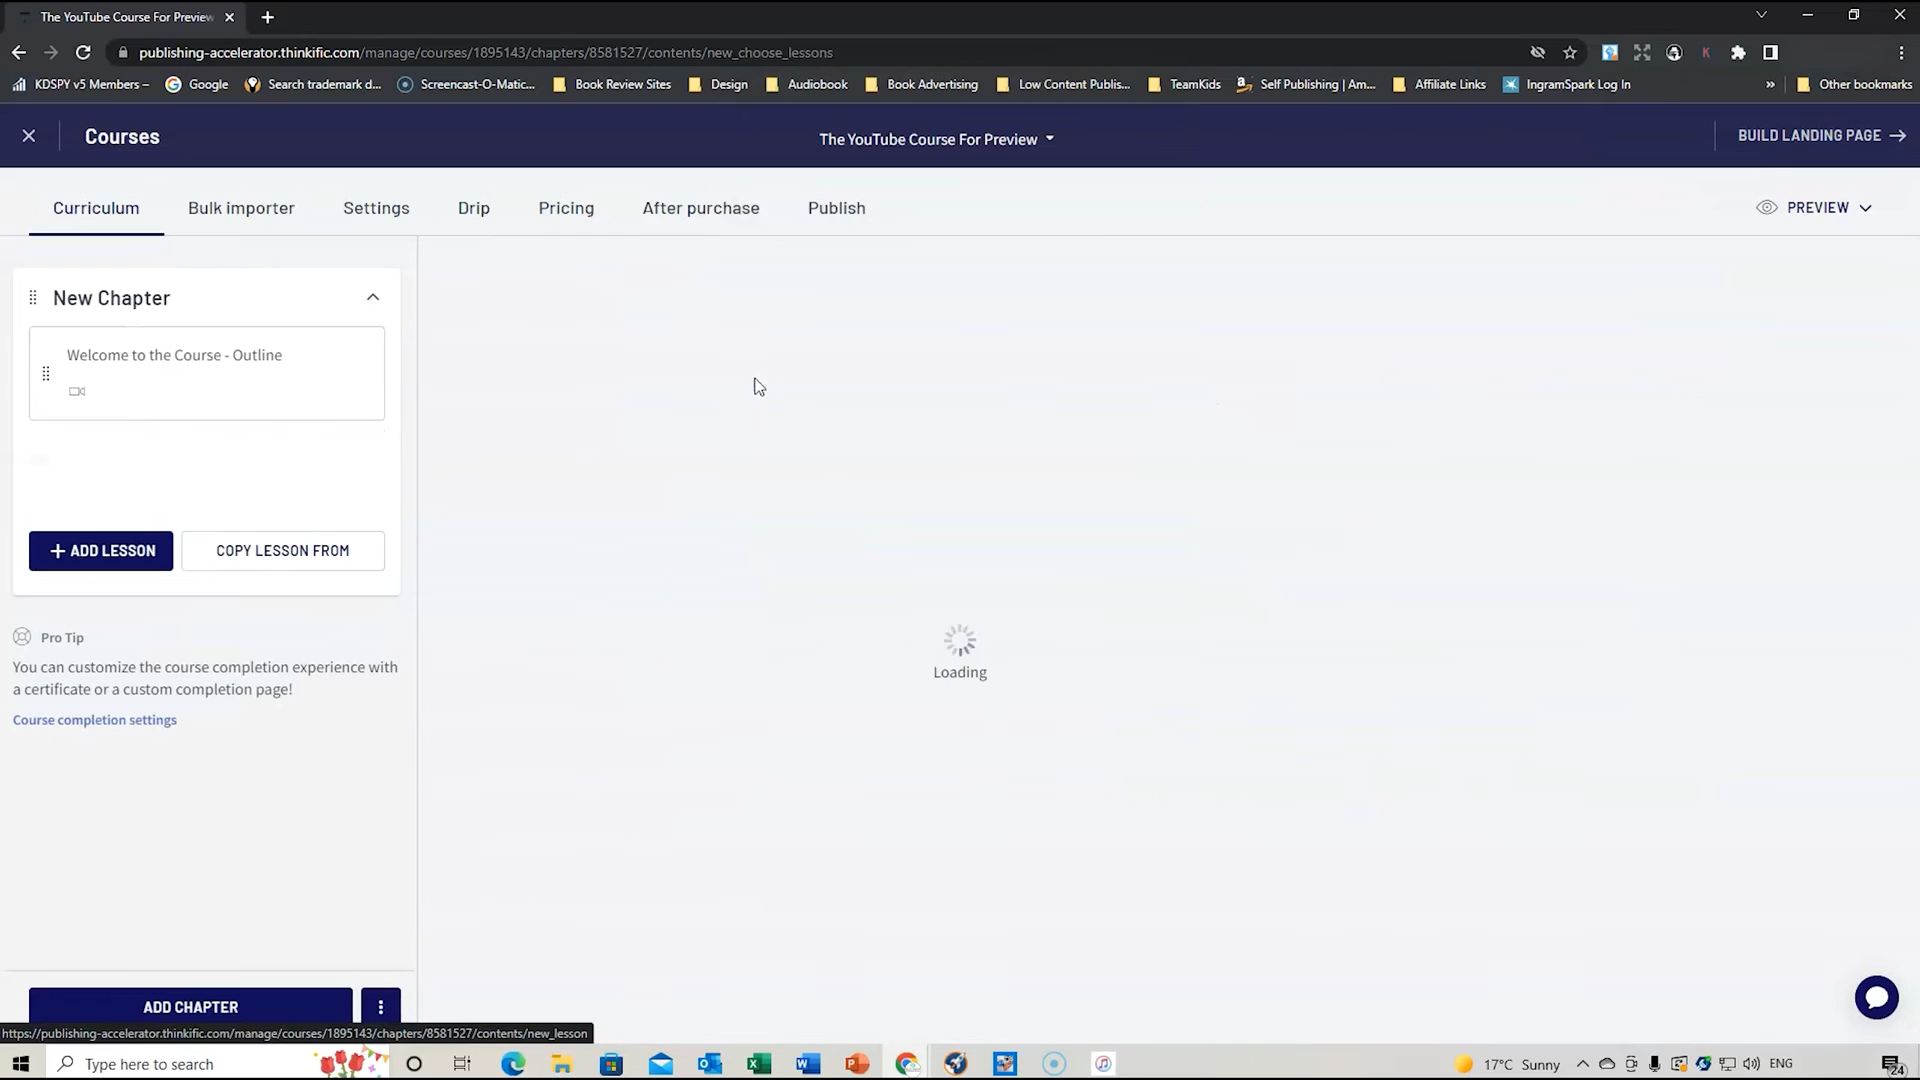 The YouTube Course For Preview
publishing-accelerator.thinkific.com/manage/courses/1895143/chapters/8581527/contents/new_choose_lessons
KDSPY v5 Members –
Google
Search trademark d...
Screencast-O-Matic...
Book Review Sites
Design
Audiobook
Book Advertising
Low Content Publis...
TeamKids
Self Publishing | Am...
Affiliate Links
IngramSpark Log In
»
Other bookmarks
Courses
The YouTube Course For Preview
BUILD LANDING PAGE
Curriculum
Bulk importer
Settings
Drip
Pricing
After purchase
Publish
PREVIEW
New Chapter
Welcome to the Course - Outline
+ ADD LESSON
COPY LESSON FROM
Pro Tip
You can customize the course completion experience with
a certificate or a custom completion page!
Course completion settings
Loading
ADD CHAPTER
https://publishing-accelerator.thinkific.com/manage/courses/1895143/chapters/8581527/contents/new_lesson
Type here to search
17°C Sunny
ENG
24